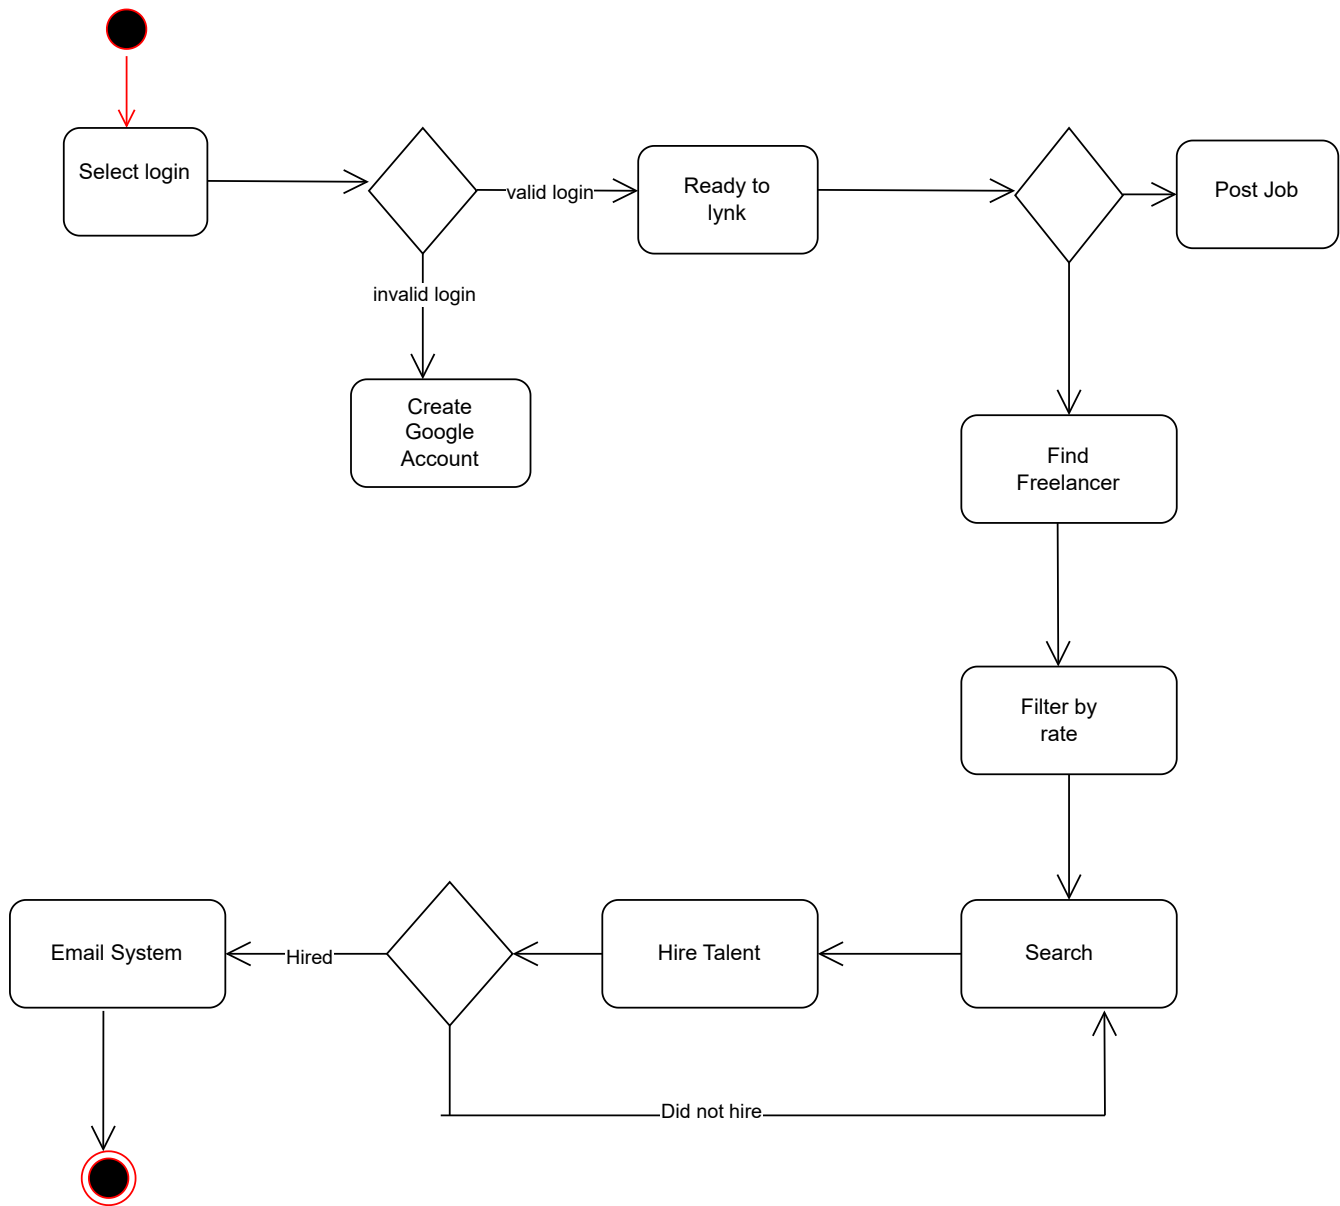 Select login
valid login
Ready to
lynk
Post Job
invalid login
Create
Google
Account
Find
Freelancer
Filter by
rate
Search
Hire Talent
Hired
Email System
Did not hire